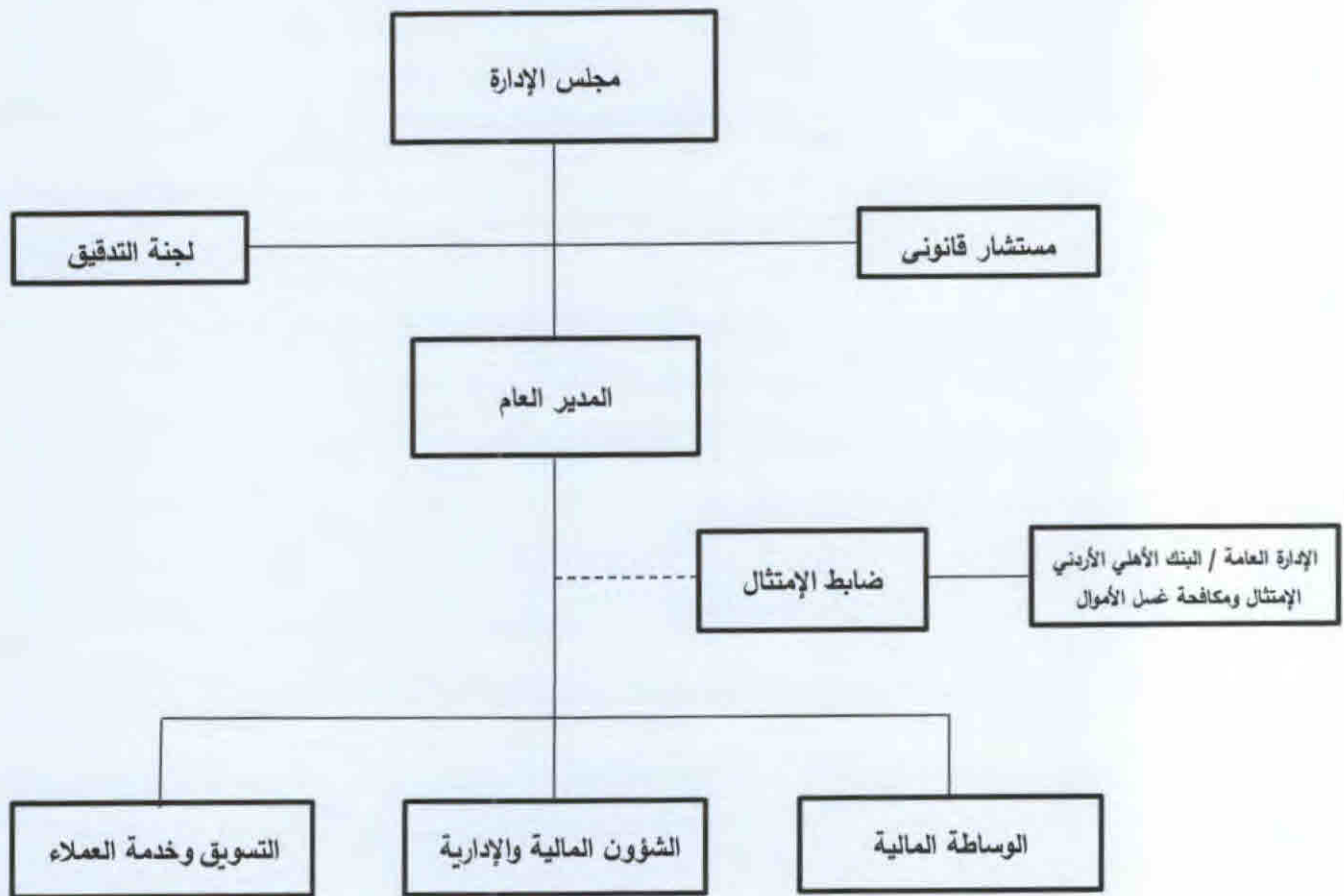 مجلس الإدارة
مستشار قانونى
لجنة التدقيق
المدير العام
ضابط الإمتثال
الإدارة العامة / البنك الأهلي الأردني
الإمتثال ومكافحة غسل الأموال
الوساطة المالية
الشؤون المالية والإدارية
التسويق وخدمة العملاء